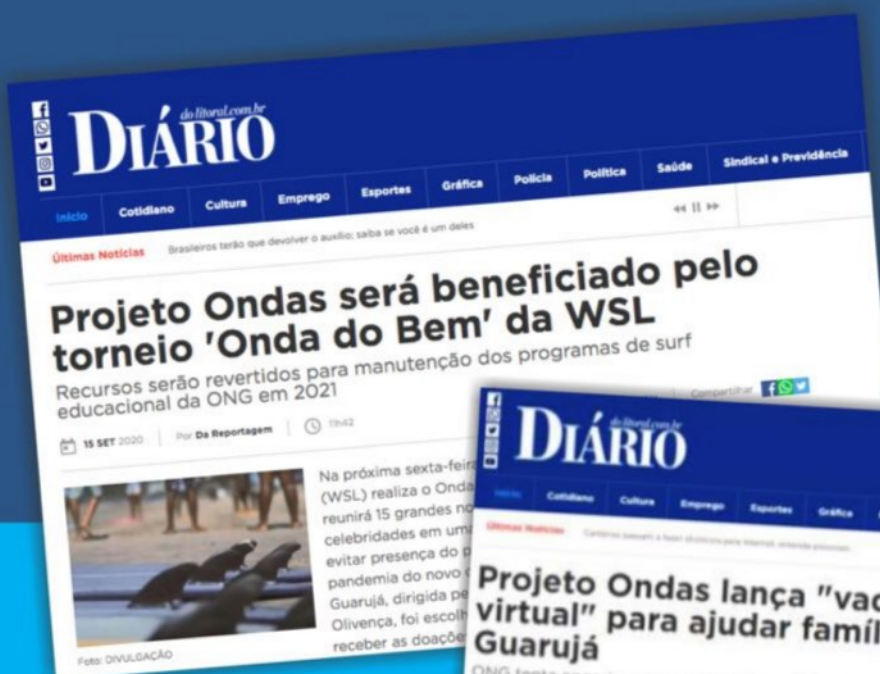 do litoral.com.br
DIÁRIO
Início Cotidiano Cultura Emprego Esportes Gráfica Polícia Política Saúde Sindical e Previdência
Últimas Notícias Brasileiros terão que devolver o auxílio; saiba se você é um deles
Projeto Ondas será beneficiado pelo
torneio 'Onda do Bem' da WSL
Recursos serão revertidos para manutenção dos programas de surf
educacional da ONG em 2021
Compartilhar
15 SET 2020 Por Da Reportagem 11h42
Na próxima sexta-feira
(WSL) realiza o Onda
reunirá 15 grandes no
celebridades em uma
evitar presença do p
pandemia do novo
Guarujá, dirigida pe
Olivença, foi escolh
receber as doaçõe
Foto: DIVULGAÇÃO
do litoral.com.br
DIÁRIO
Início Cotidiano Cultura Emprego Esportes Gráfica
Últimas Notícias
Projeto Ondas lança "vac
virtual" para ajudar famíl
Guarujá
ONG tenta